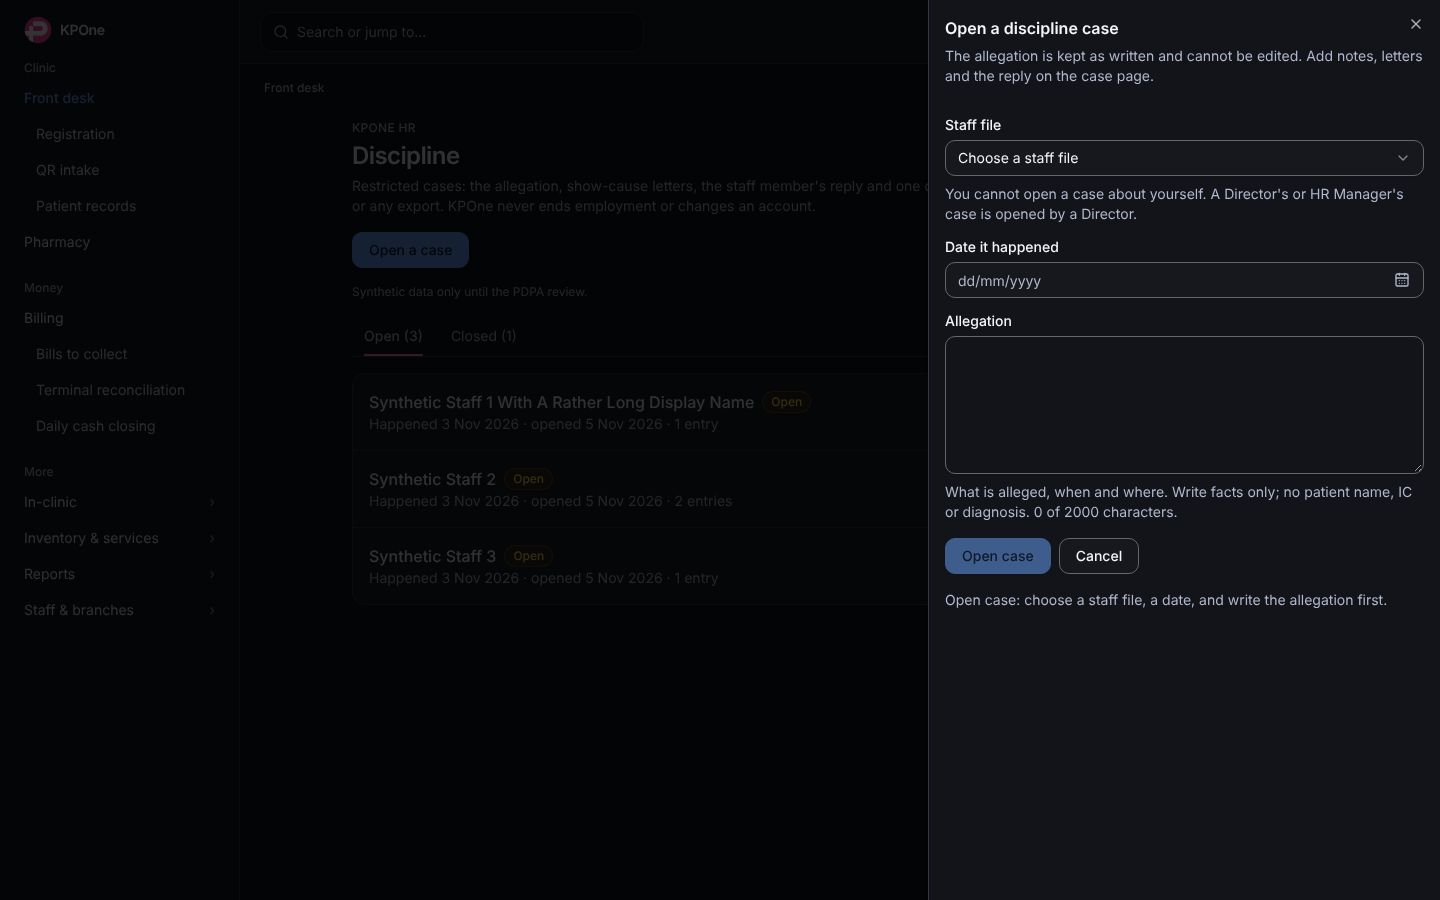 KPOne
Clinic
Front desk
Registration
QR intake
Patient records
Pharmacy
Money
Billing
Bills to collect
Terminal reconciliation
Daily cash closing
More
In-clinic
Inventory & services
Reports
Staff & branches
Search or jump to...
Front desk
KPONE HR
Discipline
Restricted cases: the allegation, show-cause letters, the staff member's reply and one
or any export. KPOne never ends employment or changes an account.
Open a case
Synthetic data only until the PDPA review.
Open (3) Closed (1)
Synthetic Staff 1 With A Rather Long Display Name Open
Happened 3 Nov 2026 · opened 5 Nov 2026 · 1 entry
Synthetic Staff 2 Open
Happened 3 Nov 2026 · opened 5 Nov 2026 · 2 entries
Synthetic Staff 3 Open
Happened 3 Nov 2026 · opened 5 Nov 2026 · 1 entry
Open a discipline case
The allegation is kept as written and cannot be edited. Add notes, letters
and the reply on the case page.
Staff file
Choose a staff file
You cannot open a case about yourself. A Director's or HR Manager's
case is opened by a Director.
Date it happened
dd/mm/yyyy
Allegation
What is alleged, when and where. Write facts only; no patient name, IC
or diagnosis. 0 of 2000 characters.
Open case Cancel
Open case: choose a staff file, a date, and write the allegation first.